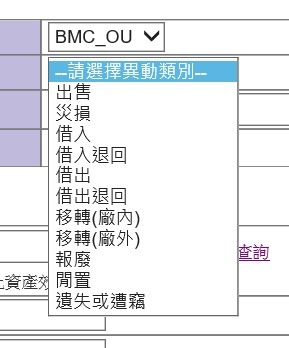 BMC_OU
--請選擇異動類別--
出售
災損
借入
借入退回
借出
借出退回
移轉(廠內)
移轉(廠外)
查詢
報廢
閒置
資產效
遺失或遭竊